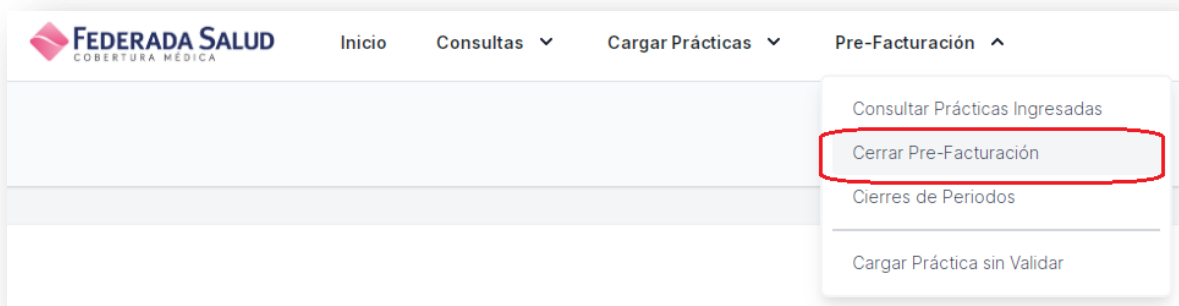 FEDERADA SALUD
COBERTURA MÉDICA
Inicio Consultas Cargar Prácticas Pre-Facturación
Consultar Prácticas Ingresadas
Cerrar Pre-Facturación
Cierres de Periodos
Cargar Práctica sin Validar